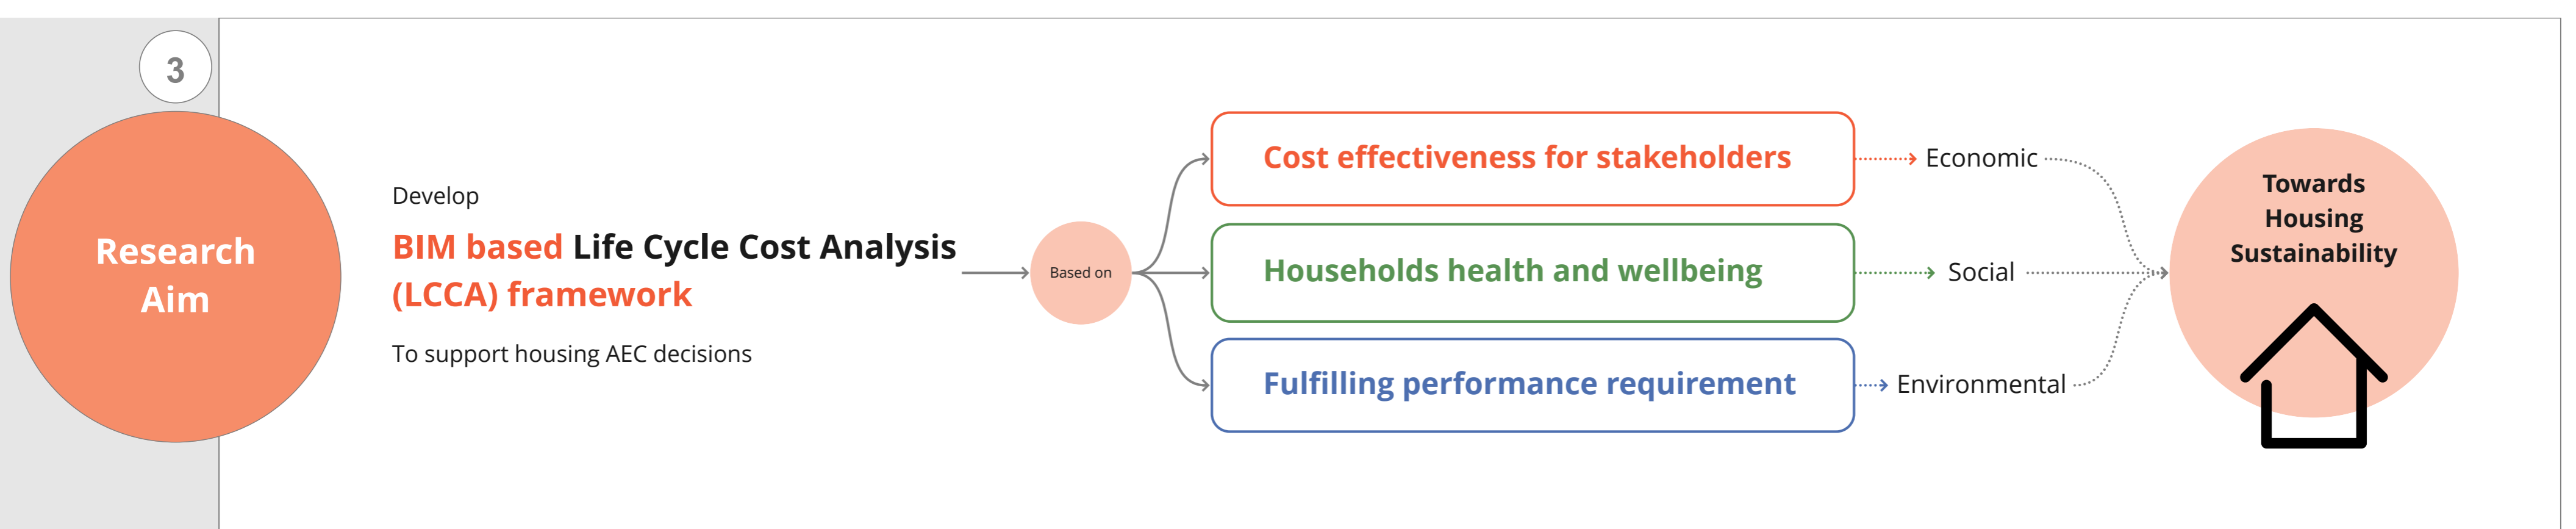 3
Research
Aim
Develop
BIM based Life Cycle Cost Analysis
(LCCA) framework
To support housing AEC decisions
Based on
Cost effectiveness for stakeholders
Economic
Households health and wellbeing
Social
Fulfilling performance requirement
Environmental
Towards
Housing
Sustainability